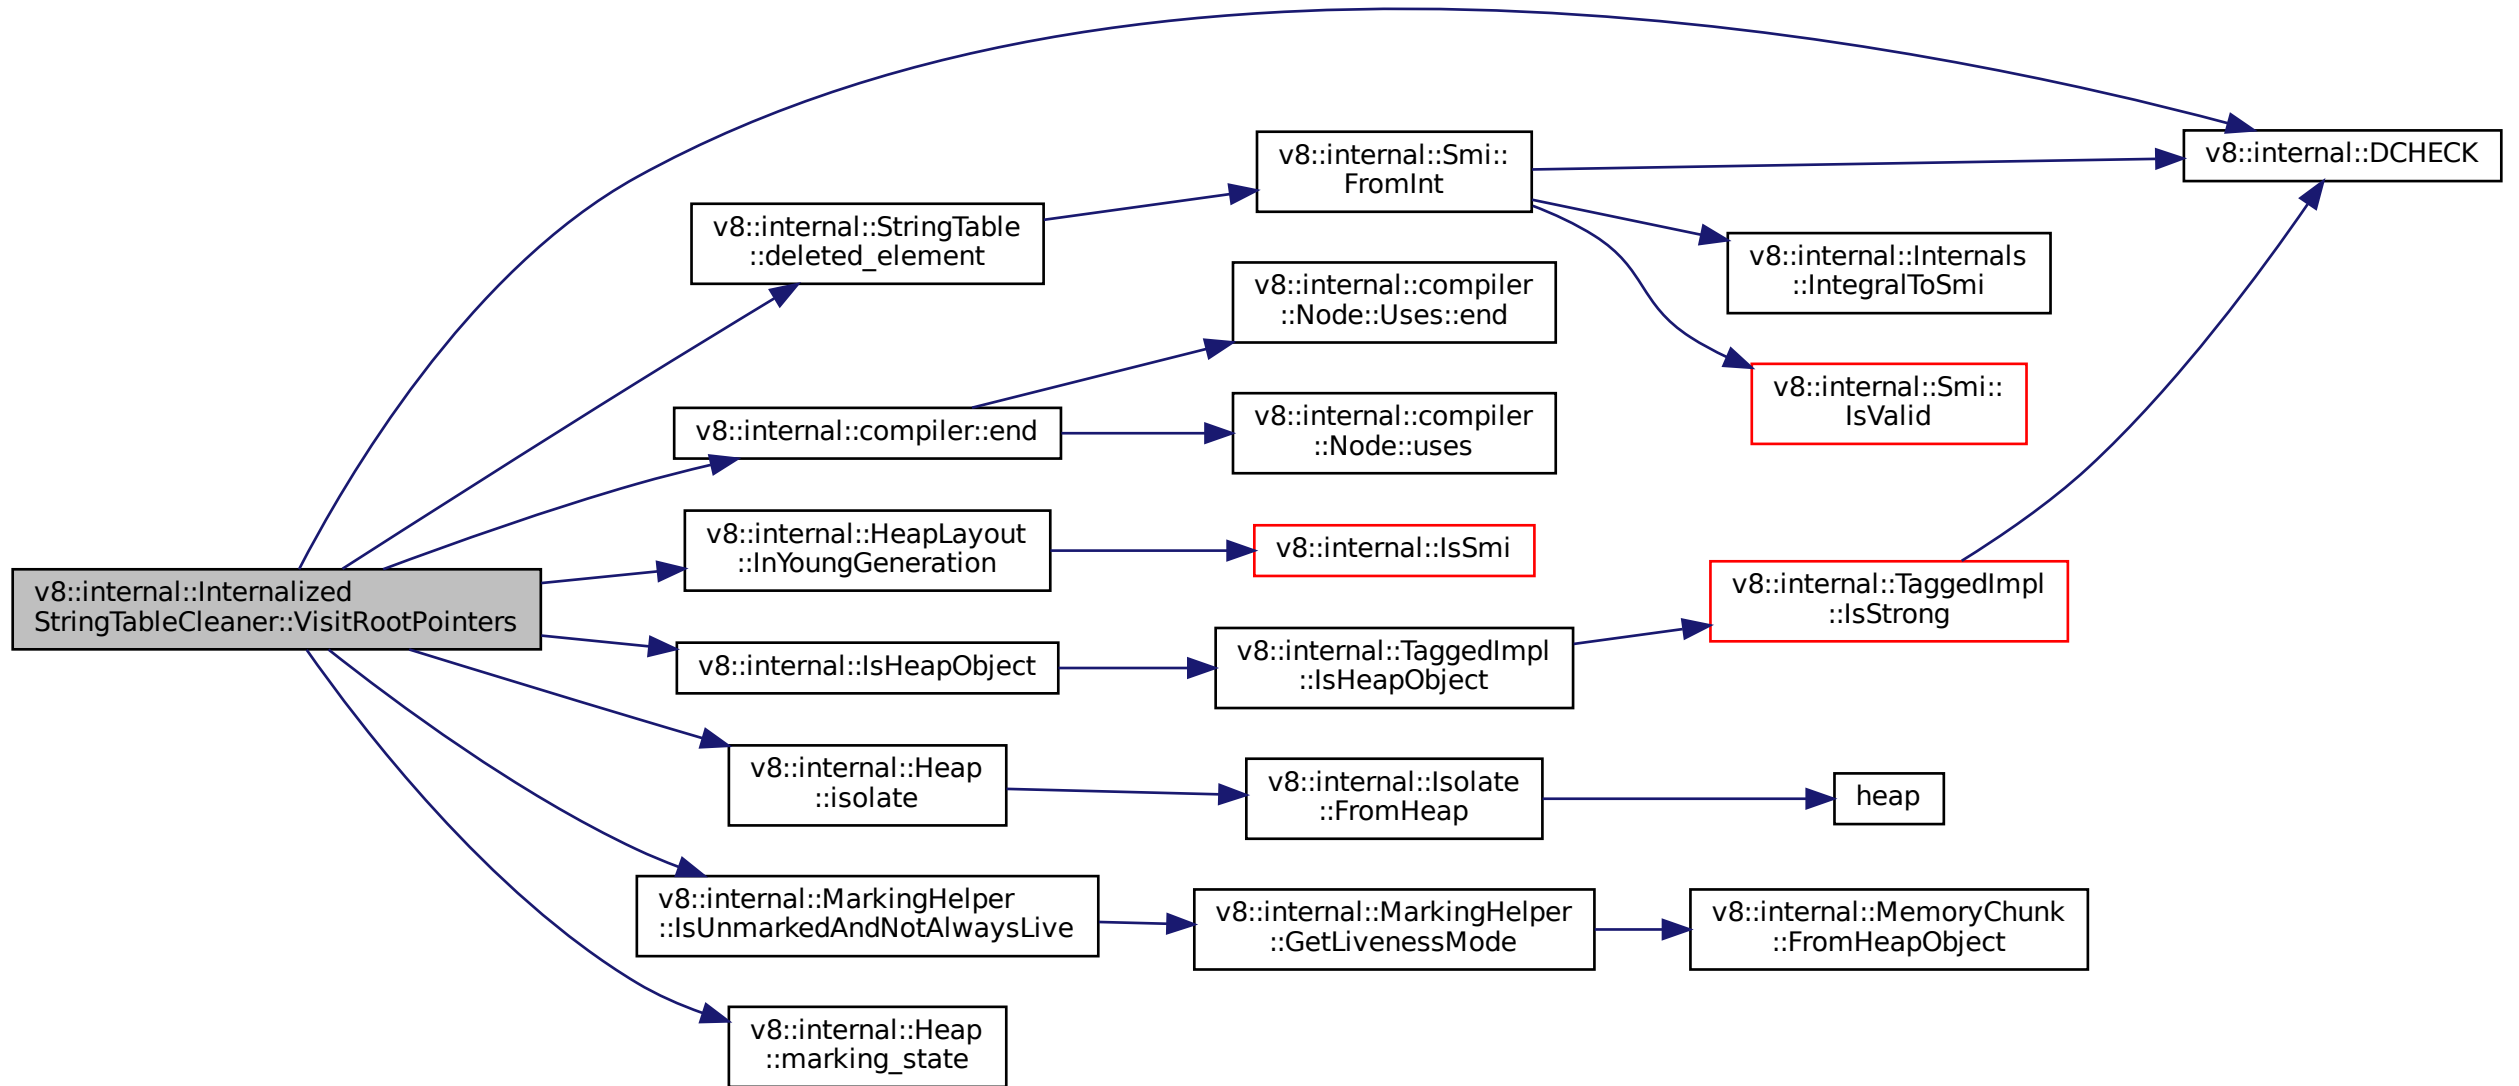 v8::internal::Internalized
StringTableCleaner::VisitRootPointers
v8::internal::DCHECK
v8::internal::StringTable
::deleted_element
v8::internal::Smi::
FromInt
v8::internal::Internals
::IntegralToSmi
v8::internal::Smi::
IsValid
v8::internal::compiler::end
v8::internal::compiler
::Node::Uses::end
v8::internal::compiler
::Node::uses
v8::internal::HeapLayout
::InYoungGeneration
v8::internal::IsSmi
v8::internal::IsHeapObject
v8::internal::TaggedImpl
::IsHeapObject
v8::internal::TaggedImpl
::IsStrong
v8::internal::Heap
::isolate
v8::internal::Isolate
::FromHeap
heap
v8::internal::MarkingHelper
::IsUnmarkedAndNotAlwaysLive
v8::internal::MarkingHelper
::GetLivenessMode
v8::internal::MemoryChunk
::FromHeapObject
v8::internal::Heap
::marking_state